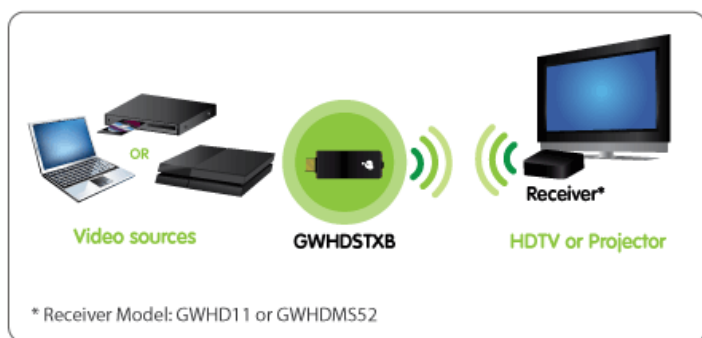 OR
Video sources
GWHDSTXB
Receiver*
HDTV or Projector
* Receiver Model: GWHD11 or GWHDMS52